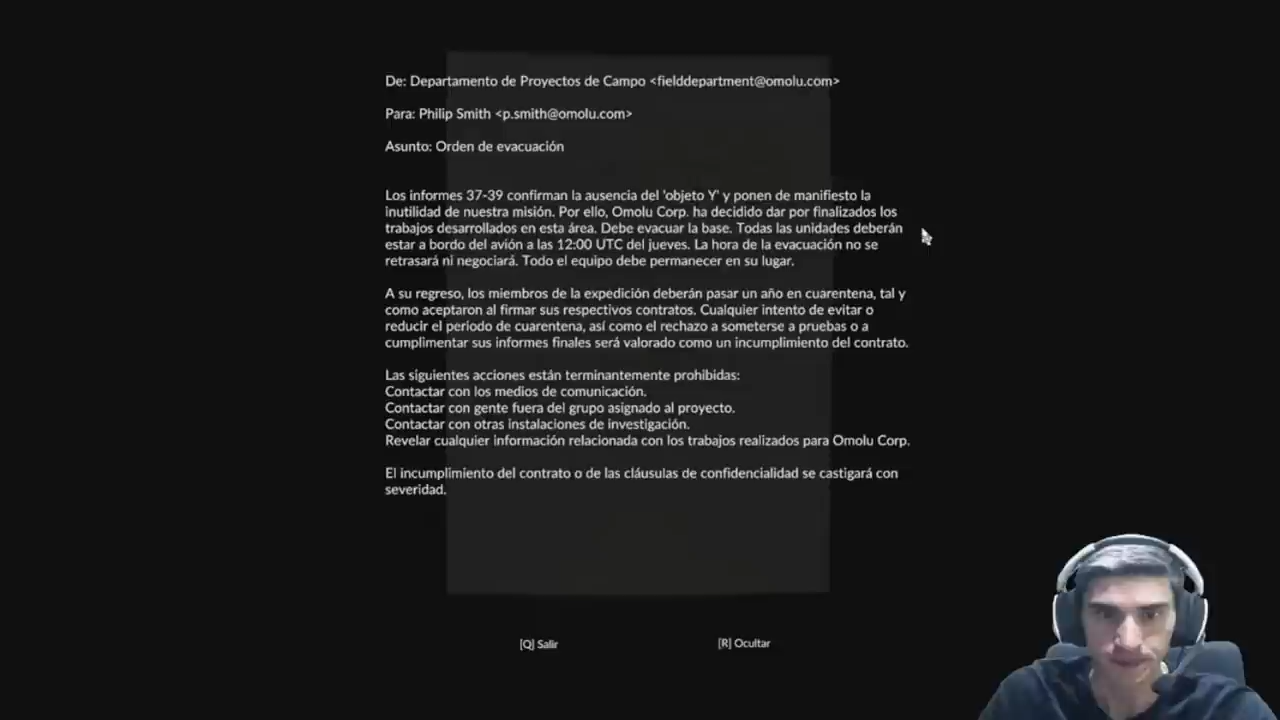 De: Departamento de Proyectos de Campo <fielddepartment@omolu.com>
Para: Philip Smith <p.smith@omolu.com>
Asunto: Orden de evacuación
Los informes 37-39 confirman la ausencia del 'objeto Y' y ponen de manifiesto la
inutilidad de nuestra misión. Por ello, Omolu Corp. ha decidido dar por finalizados los
trabajos desarrollados en esta área. Debe evacuar la base. Todas las unidades deberán
estar a bordo del avión a las 12:00 UTC del jueves. La hora de la evacuación no se
retrasará ni negociará. Todo el equipo debe permanecer en su lugar.
A su regreso, los miembros de la expedición deberán pasar un año en cuarentena, tal y
como aceptaron al firmar sus respectivos contratos. Cualquier intento de evitar o
reducir el periodo de cuarentena, así como el rechazo a someterse a pruebas o a
cumplimentar sus informes finales será valorado como un incumplimiento del contrato.
Las siguientes acciones están terminantemente prohibidas:
Contactar con los medios de comunicación.
Contactar con gente fuera del grupo asignado al proyecto.
Contactar con otras instalaciones de investigación.
Revelar cualquier información relacionada con los trabajos realizados para Omolu Corp.
El incumplimiento del contrato o de las cláusulas de confidencialidad se castigará con
severidad.
[Q] Salir
[R] Ocultar